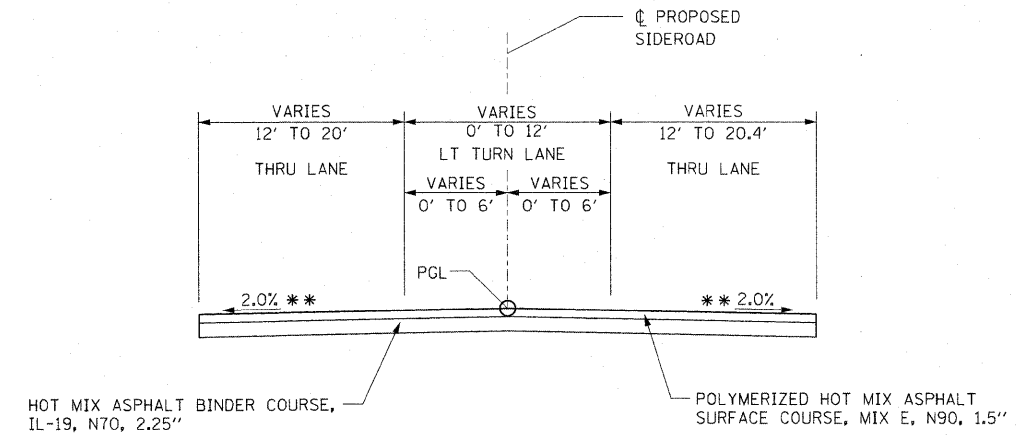 ℄ PROPOSED
SIDEROAD
VARIES
12' TO 20'
THRU LANE
VARIES
0' TO 12'
LT TURN LANE
VARIES
12' TO 20.4'
THRU LANE
VARIES
0' TO 6'
VARIES
0' TO 6'
PGL
2.0% **
** 2.0%
HOT MIX ASPHALT BINDER COURSE,
IL-19, N70, 2.25"
POLYMERIZED HOT MIX ASPHALT
SURFACE COURSE, MIX E, N90, 1.5"